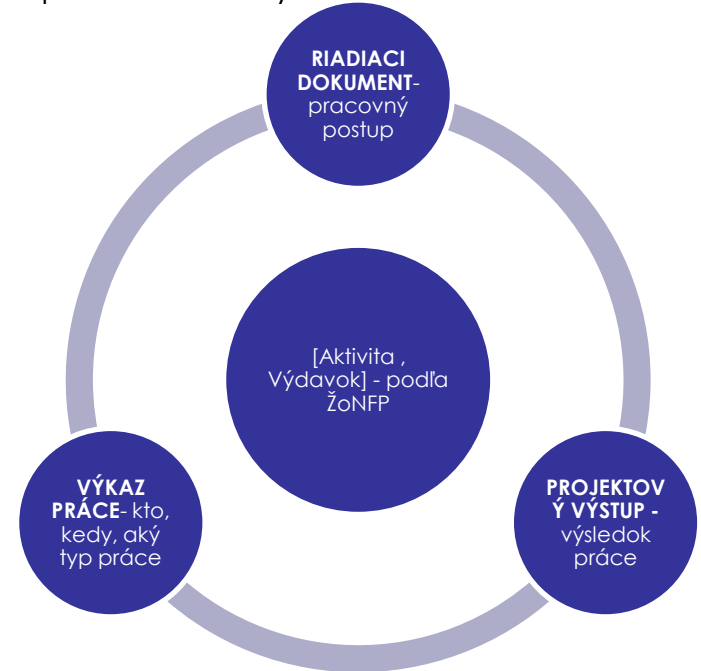 RIADIACI
DOKUMENT-
pracovný
postup
[Aktivita ,
Výdavok] - podľa
ŽoNFP
VÝKAZ
PRÁCE- kto,
kedy, aký
typ práce
PROJEKTOV
Ý VÝSTUP -
výsledok
práce